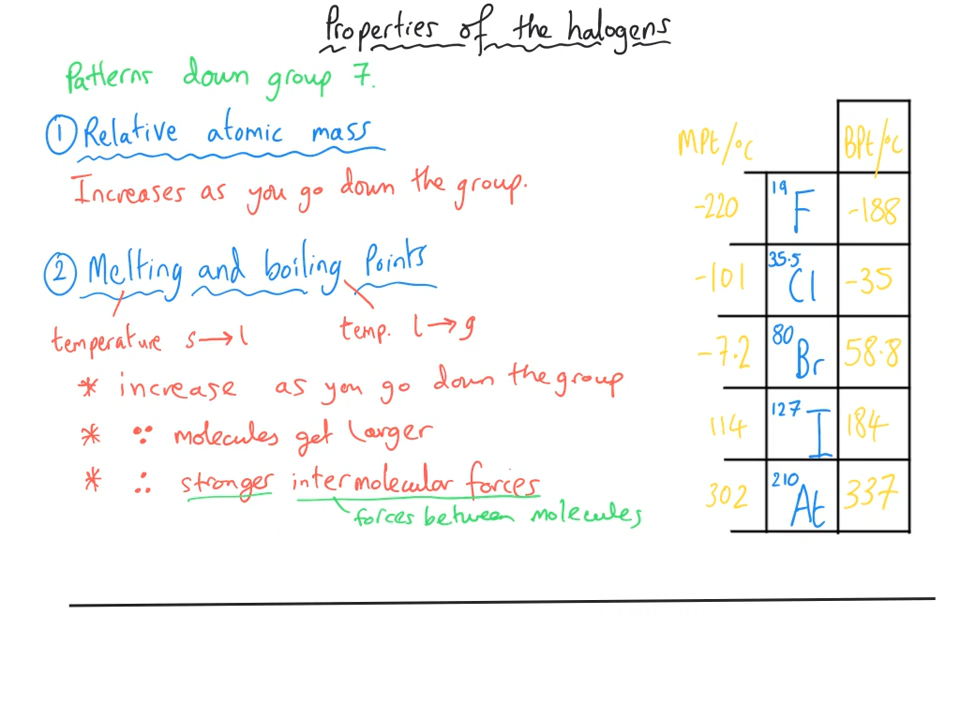 Properties of the halogens
Patterns down group 7.
① Relative atomic mass
Increases as you go down the group.
② Melting and boiling Points
temperature s→l
temp. l→g
* increase as you go down the group
* ∵ molecules get larger
* ∴ stronger intermolecular forces
forces between molecules
MPt/°C BPt/°C
-220 19 F -188
-101 35.5 Cl -35
-7.2 80 Br 58.8
114 127 I 184
302 210 At 337